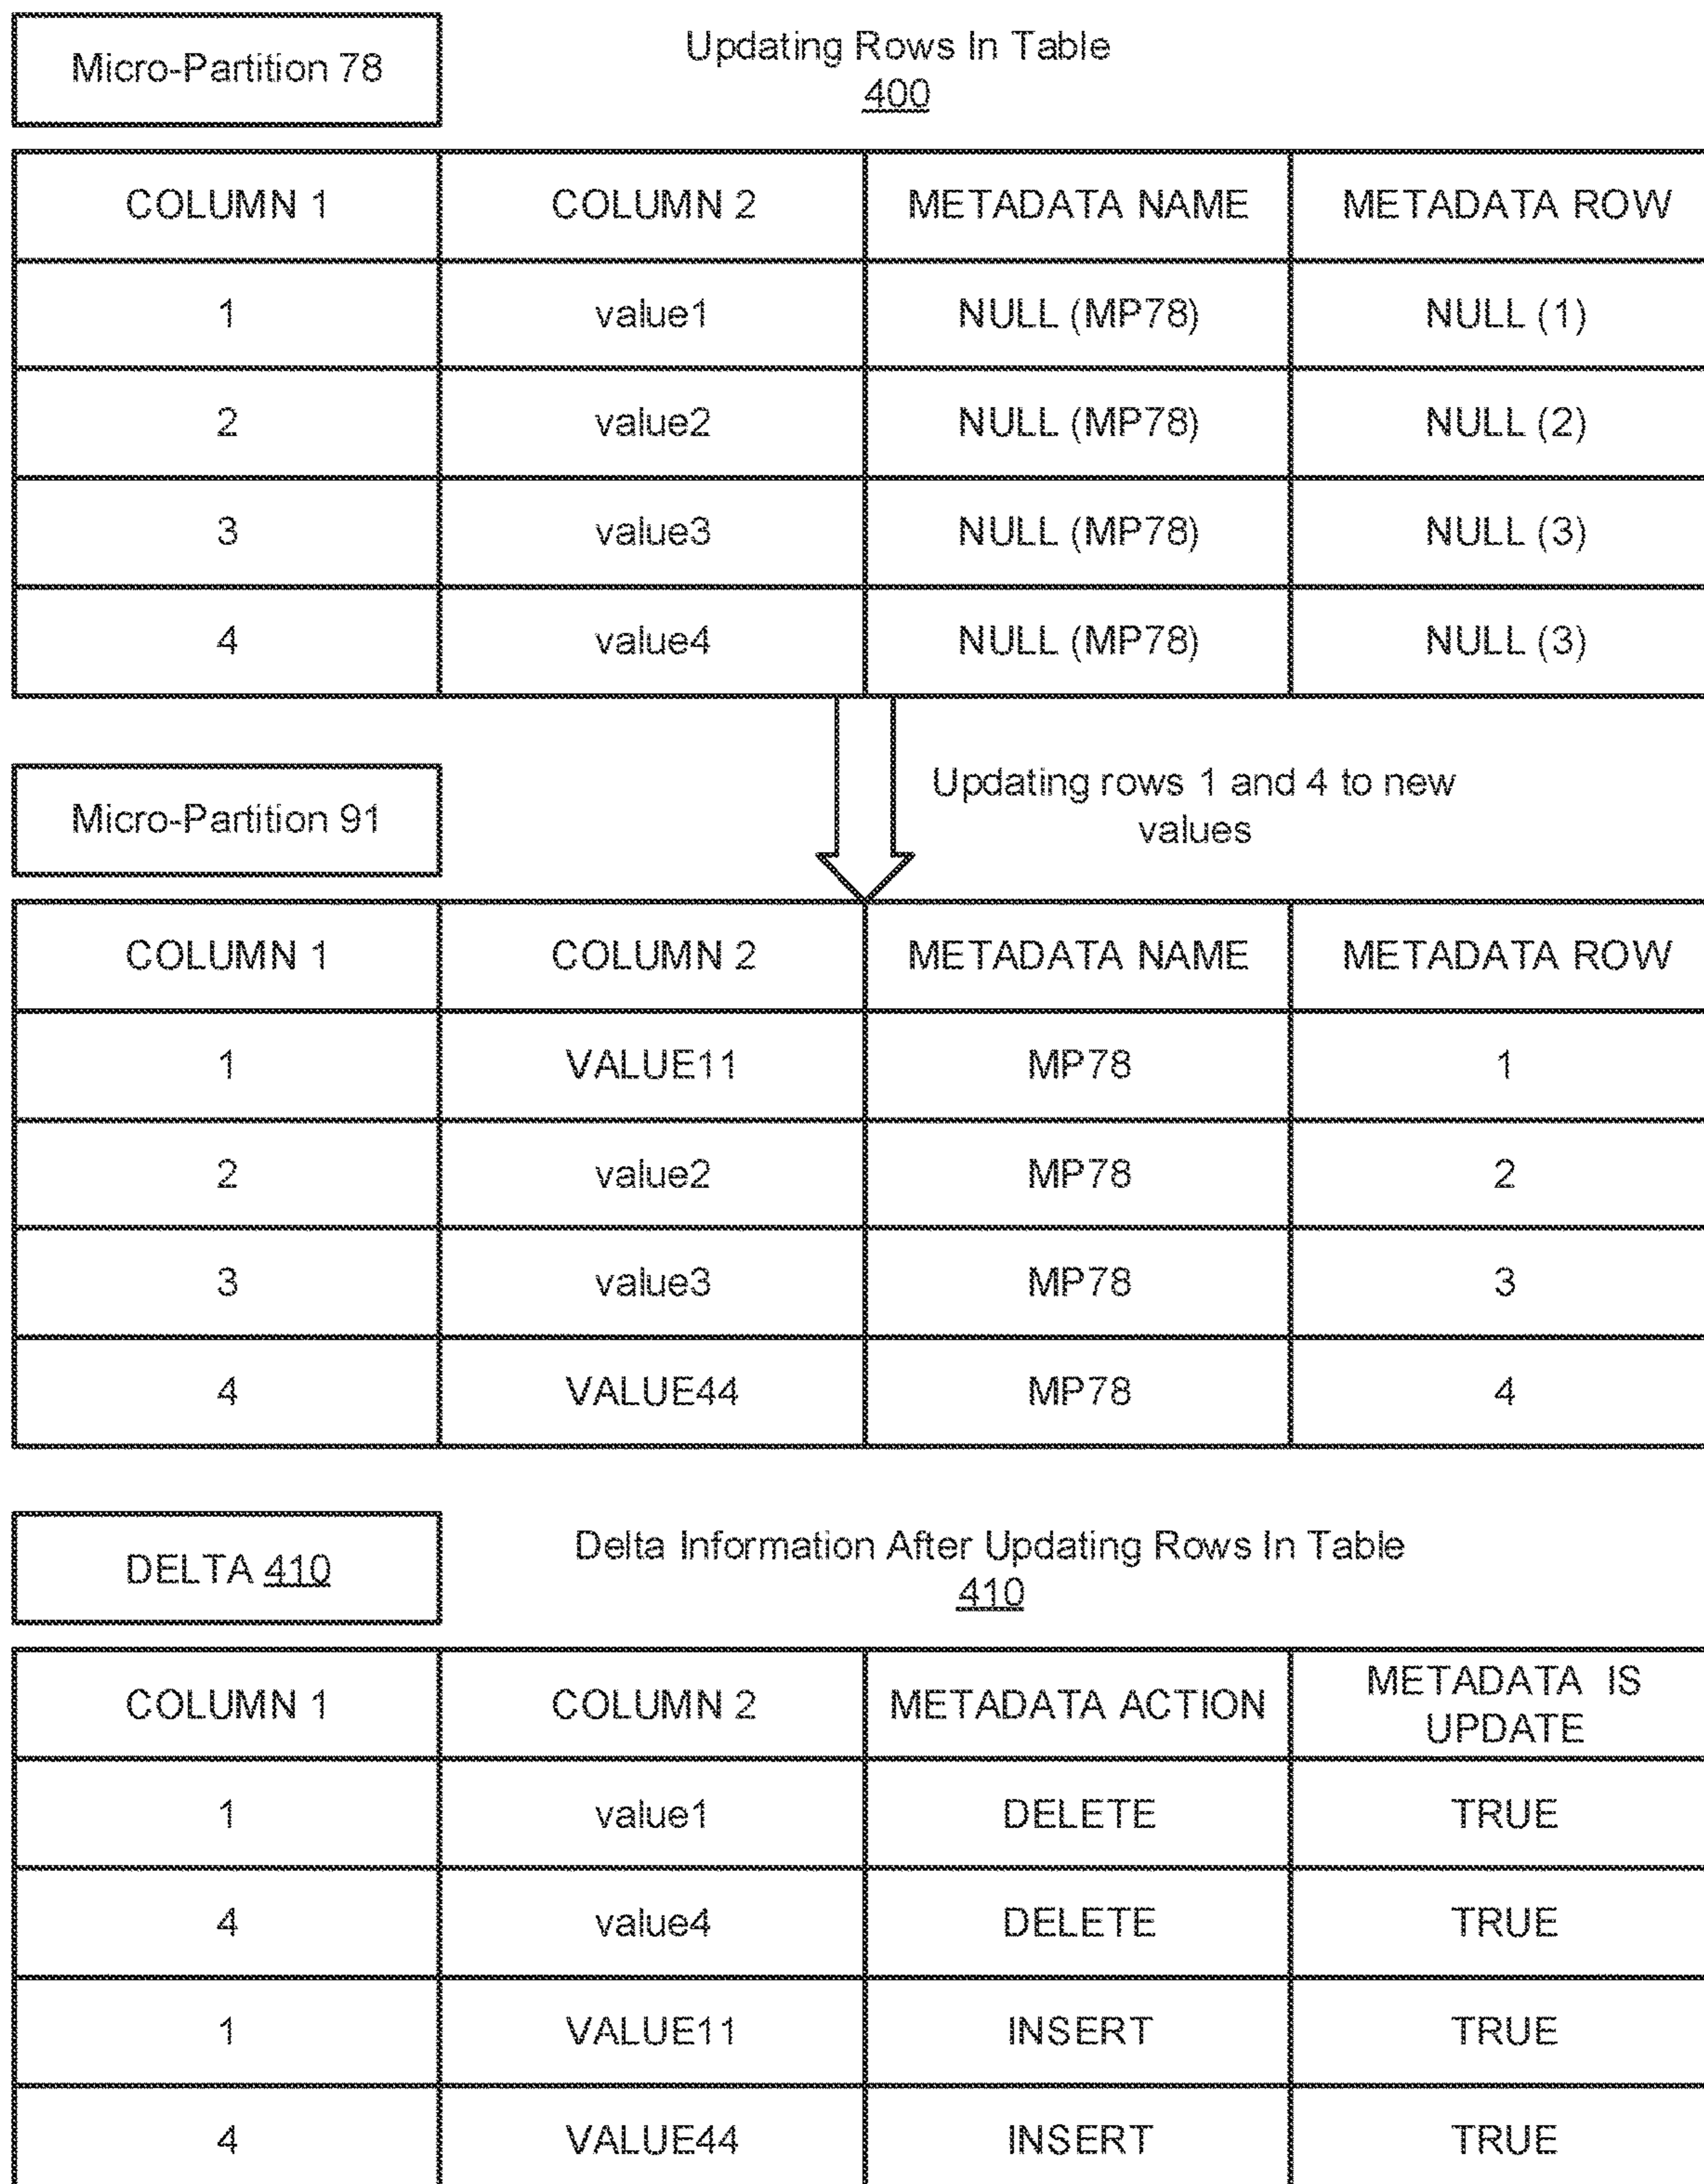 Micro-Partition 78
Updating Rows In Table
400
COLUMN 1 COLUMN 2 METADATA NAME METADATA ROW
1 value1 NULL (MP78) NULL (1)
2 value2 NULL (MP78) NULL (2)
3 value3 NULL (MP78) NULL (3)
4 value4 NULL (MP78) NULL (3)
Updating rows 1 and 4 to new
values
Micro-Partition 91
COLUMN 1 COLUMN 2 METADATA NAME METADATA ROW
1 VALUE11 MP78 1
2 value2 MP78 2
3 value3 MP78 3
4 VALUE44 MP78 4
DELTA 410
Delta Information After Updating Rows In Table
410
COLUMN 1 COLUMN 2 METADATA ACTION METADATA IS
UPDATE
1 value1 DELETE TRUE
4 value4 DELETE TRUE
1 VALUE11 INSERT TRUE
4 VALUE44 INSERT TRUE